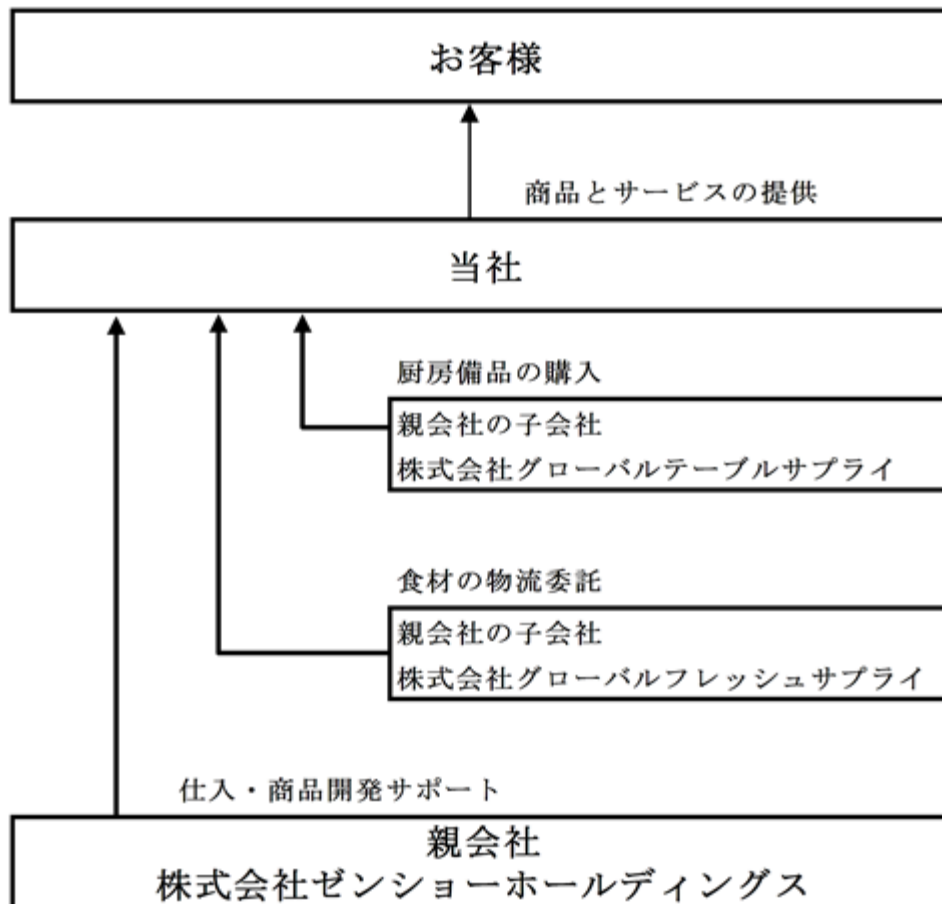 お客様
商品とサービスの提供
当社
厨房備品の購入
親会社の子会社
株式会社グローバルテーブルサプライ
食材の物流委託
親会社の子会社
株式会社グローバルフレッシュサプライ
仕入・商品開発サポート
親会社
株式会社ゼンショーホールディングス